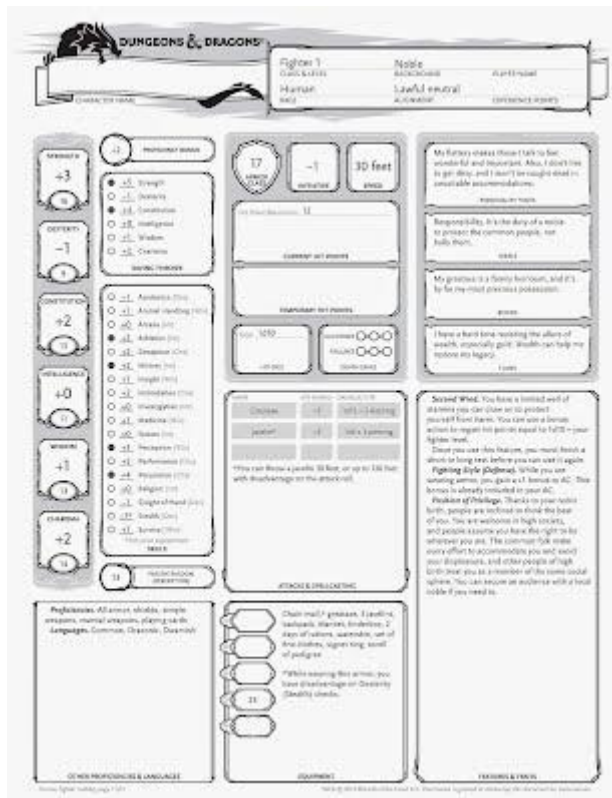 DUNGEONS & DRAGONS
Fighter 1
Noble
CLASS & LEVEL
BACKGROUND
PLAYER NAME
Human
Lawful neutral
RACE
ALIGNMENT
EXPERIENCE POINTS
CHARACTER NAME
STRENGTH
+3
16
DEXTERITY
−1
9
CONSTITUTION
+2
15
INTELLIGENCE
+0
11
WISDOM
+1
13
CHARISMA
+2
14
+2
PROFICIENCY BONUS
+5 Strength
−1 Dexterity
+4 Constitution
+0 Intelligence
+1 Wisdom
+2 Charisma
SAVING THROWS
−1 Acrobatics (Dex)
+1 Animal Handling (Wis)
+0 Arcana (Int)
Athletics (Str)
Deception (Cha)
History (Int)
+1 Insight (Wis)
Intimidation (Cha)
+0 Investigation (Int)
+1 Medicine (Wis)
+0 Nature (Int)
Perception (Wis)
Performance (Cha)
+4 Persuasion (Cha)
+0 Religion (Int)
−1 Sleight of Hand (Dex)
Stealth (Dex)
+1 Survival (Wis)
SKILLS
13
PASSIVE WISDOM
(PERCEPTION)
17
ARMOR
CLASS
−1
INITIATIVE
30 feet
SPEED
Hit Point Maximum 12
CURRENT HIT POINTS
TEMPORARY HIT POINTS
Total 1d10
HIT DICE
SUCCESSES
FAILURES
DEATH SAVES
My flattery makes those I talk to feel
wonderful and important. Also, I don't like
to get dirty, and I won't be caught dead in
unsuitable accommodations.
PERSONALITY TRAITS
Responsibility. It's the duty of a noble
to protect the common people, not
bully them.
IDEALS
My greataxe is a family heirloom, and it's
by far my most precious possession.
BONDS
I have a hard time resisting the allure of
wealth, especially gold. Wealth can help me
restore my legacy.
FLAWS
NAME
ATK BONUS
DAMAGE/TYPE
Greataxe
+5
1d12 + 3 slashing
Javelin*
+5
1d6 + 3 piercing
*You can throw a javelin 30 feet, or up to 120 feet
with disadvantage on the attack roll.
ATTACKS & SPELLCASTING
Second Wind. You have a limited well of
stamina you can draw on to protect
yourself from harm. You can use a bonus
action to regain hit points equal to 1d10 + your
fighter level.
Once you use this feature, you must finish a
short or long rest before you can use it again.
Fighting Style (Defense). While you are
wearing armor, you gain a +1 bonus to AC. This
bonus is already included in your AC.
Position of Privilege. Thanks to your noble
birth, people are inclined to think the best
of you. You are welcome in high society,
and people assume you have the right to be
wherever you are. The common folk make
every effort to accommodate you and avoid
your displeasure, and other people of high
birth treat you as a member of the same social
sphere. You can secure an audience with a local
noble if you need to.
FEATURES & TRAITS
Proficiencies. All armor, shields, simple
weapons, martial weapons, playing cards
Languages. Common, Draconic, Dwarvish
OTHER PROFICIENCIES & LANGUAGES
25
Chain mail,* greataxe, 3 javelins,
backpack, blanket, tinderbox, 2
days of rations, waterskin, set of
fine clothes, signet ring, scroll
of pedigree
*While wearing this armor, you
have disadvantage on Dexterity
(Stealth) checks.
EQUIPMENT